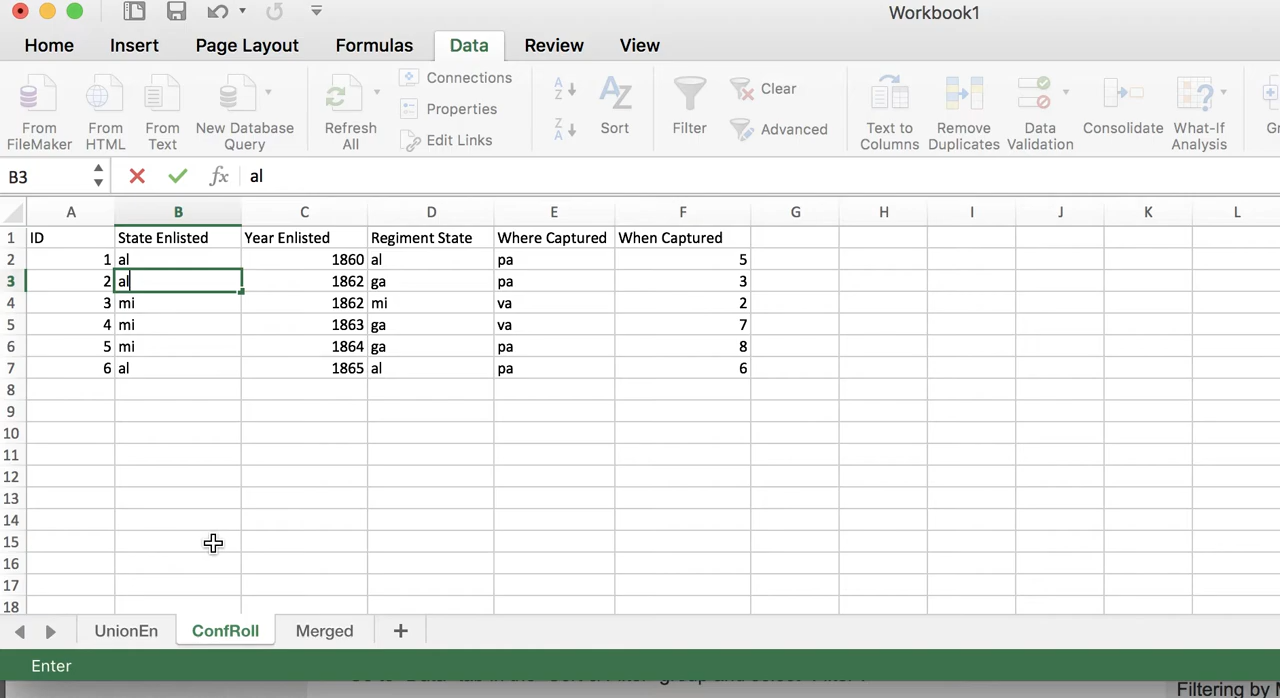 Workbook1
Home Insert Page Layout Formulas Data Review View
From FileMaker
From HTML
From Text
New Database Query
Refresh All
Connections
Properties
Edit Links
Sort
Filter
Clear
Advanced
Text to Columns
Remove Duplicates
Data Validation
Consolidate
What-If Analysis
B3 fx al
A B C D E F G H I J K L
1 ID State Enlisted Year Enlisted Regiment State Where Captured When Captured
2 1 al 1860 al pa 5
3 2 al 1862 ga pa 3
4 3 mi 1862 mi va 2
5 4 mi 1863 ga va 7
6 5 mi 1864 ga pa 8
7 6 al 1865 al pa 6
8
9
10
11
12
13
14
15
16
17
18
UnionEn ConfRoll Merged +
Enter
Filtering by